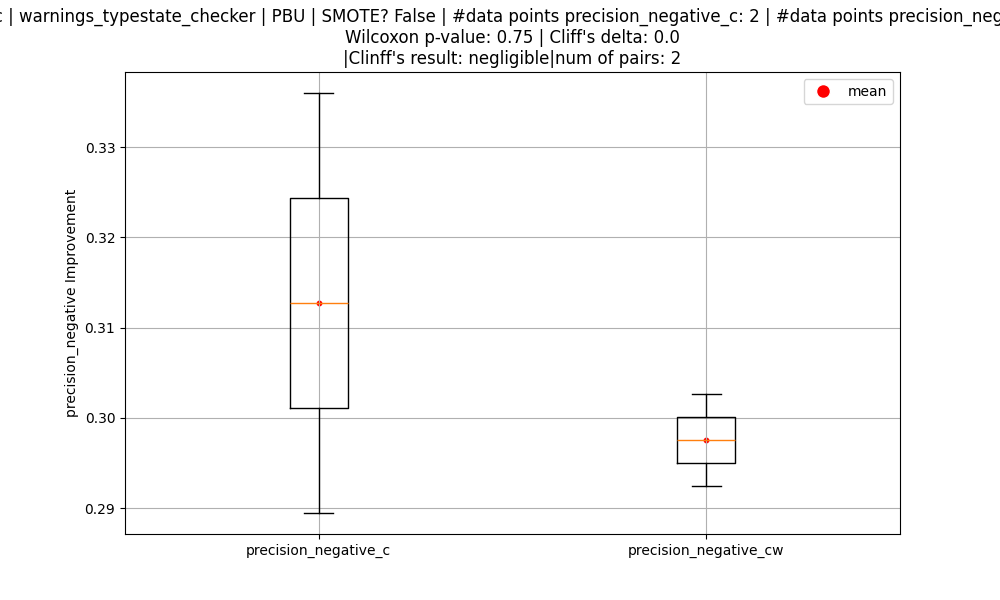 | warnings_typestate_checker | PBU | SMOTE? False | #data points precision_negative_c: 2 | #data points
Wilcoxon p-value: 0.75 | Cliff's delta: 0.0
|Clinff's result: negligible|num of pairs: 2
mean
0.33
0.32
0.31
0.30
0.29
precision_negative Improvement
precision_negative_c
precision_negative_cw